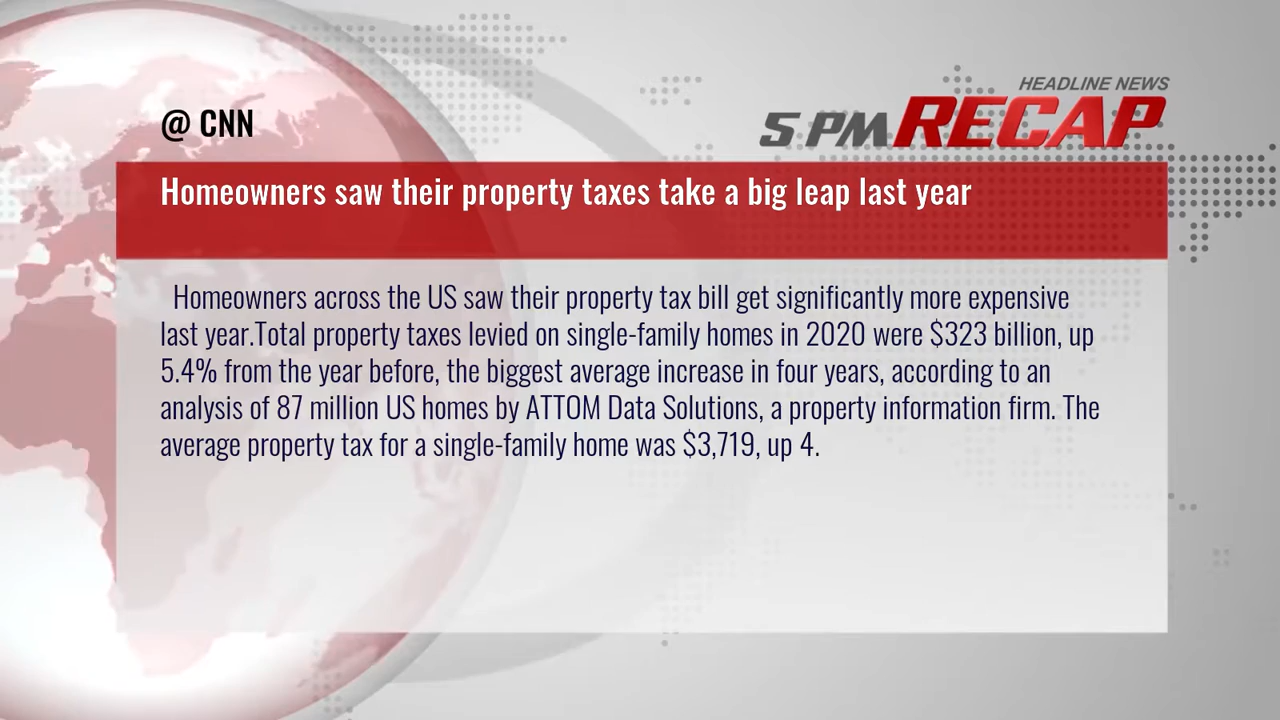 HEADLINE NEWS
@ CNN
5 PM RECAP
Homeowners saw their property taxes take a big leap last year
Homeowners across the US saw their property tax bill get significantly more expensive
last year.Total property taxes levied on single-family homes in 2020 were $323 billion, up
5.4% from the year before, the biggest average increase in four years, according to an
analysis of 87 million US homes by ATTOM Data Solutions, a property information firm. The
average property tax for a single-family home was $3,719, up 4.